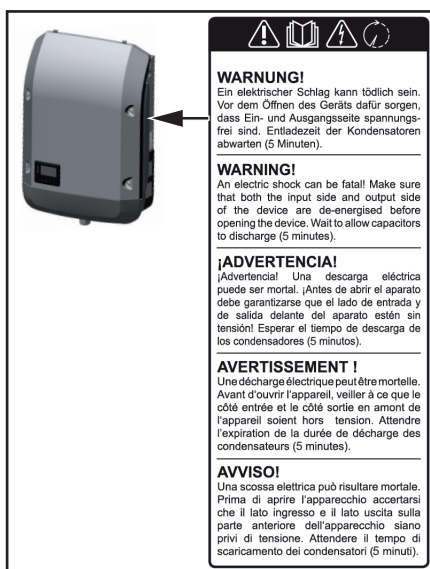 WARNUNG!
Ein elektrischer Schlag kann tödlich sein.
Vor dem Öffnen des Geräts dafür sorgen,
dass Ein- und Ausgangsseite spannungs-
frei sind. Entladezeit der Kondensatoren
abwarten (5 Minuten).
WARNING!
An electric shock can be fatal! Make sure
that both the input side and output side
of the device are de-energised before
opening the device. Wait to allow capacitors
to discharge (5 minutes).
¡ADVERTENCIA!
¡Advertencia! Una descarga eléctrica
puede ser mortal. ¡Antes de abrir el aparato
debe garantizarse que el lado de entrada y
de salida delante del aparato estén sin
tensión! Esperar el tiempo de descarga de
los condensadores (5 minutos).
AVERTISSEMENT !
Une décharge électrique peut être mortelle.
Avant d'ouvrir l'appareil, veiller à ce que le
côté entrée et le côté sortie en amont de
l'appareil soient hors tension. Attendre
l'expiration de la durée de décharge des
condensateurs (5 minutes).
AVVISO!
Una scossa elettrica può risultare mortale.
Prima di aprire l'apparecchio accertarsi
che il lato ingresso e il lato uscita sulla
parte anteriore dell'apparecchio siano
privi di tensione. Attendere il tempo di
scaricamento dei condensatori (5 minuti).